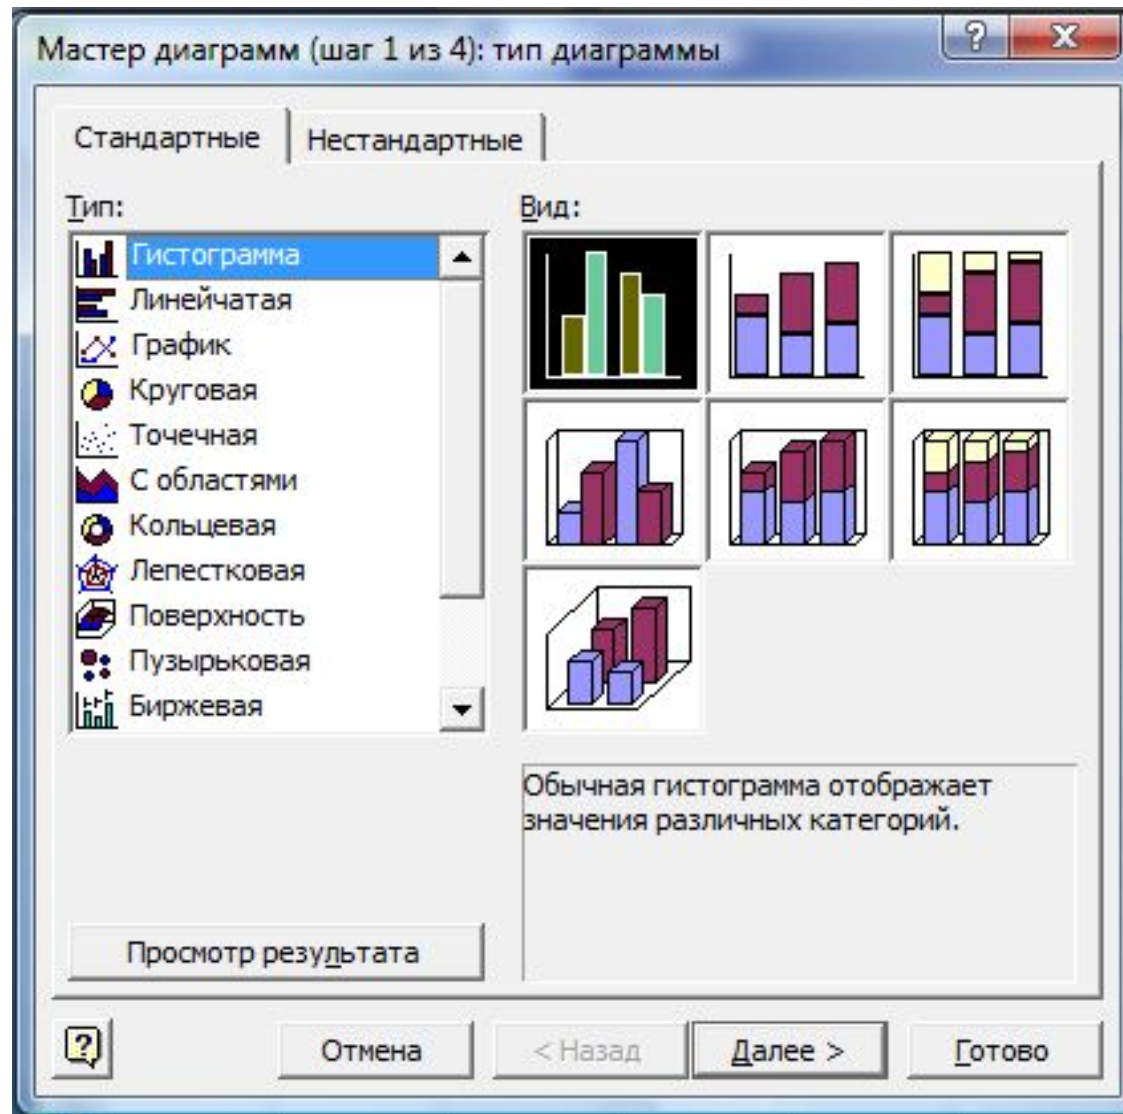 Мастер диаграмм (шаг 1 из 4): тип диаграммы
Стандартные
Нестандартные
Тип:
Гистограмма
Линейчатая
График
Круговая
Точечная
С областями
Кольцевая
Лепестковая
Поверхность
Пузырьковая
Биржевая
Вид:
Обычная гистограмма отображает
значения различных категорий.
Просмотр результата
Отмена
< Назад
Далее >
Готово